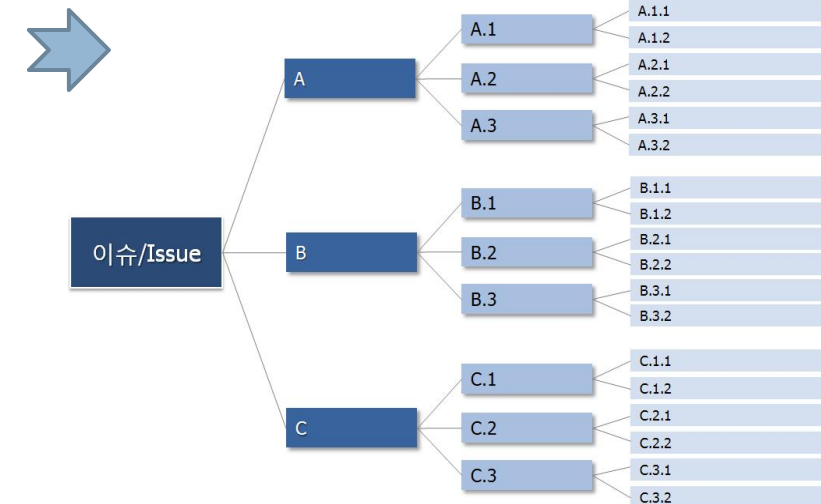 이슈/Issue
A
A.1
A.1.1
A.1.2
A.2
A.2.1
A.2.2
A.3
A.3.1
A.3.2
B
B.1
B.1.1
B.1.2
B.2
B.2.1
B.2.2
B.3
B.3.1
B.3.2
C
C.1
C.1.1
C.1.2
C.2
C.2.1
C.2.2
C.3
C.3.1
C.3.2